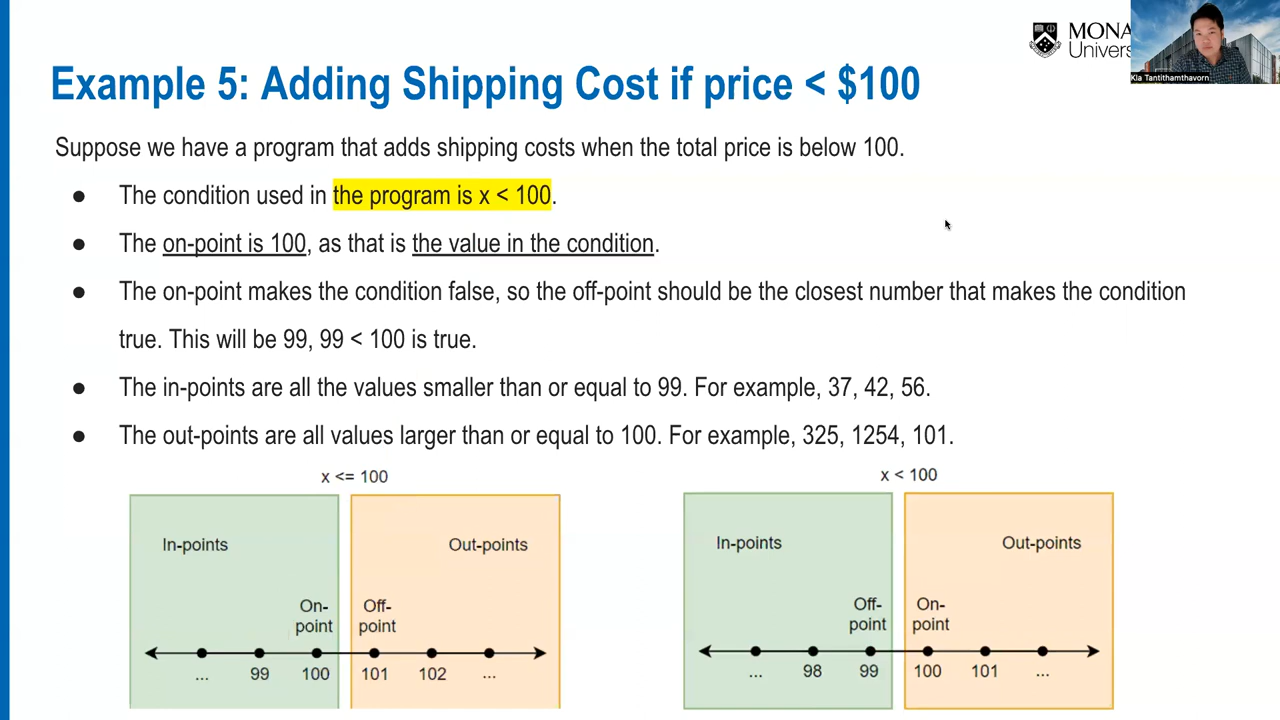 MONA
Univers
Kla Tantithamthavorn
Example 5: Adding Shipping Cost if price < $100
Suppose we have a program that adds shipping costs when the total price is below 100.
● The condition used in the program is x < 100.
● The on-point is 100, as that is the value in the condition.
● The on-point makes the condition false, so the off-point should be the closest number that makes the condition
true. This will be 99, 99 < 100 is true.
● The in-points are all the values smaller than or equal to 99. For example, 37, 42, 56.
● The out-points are all values larger than or equal to 100. For example, 325, 1254, 101.
x <= 100
In-points
Out-points
On-
point
Off-
point
... 99 100 101 102 ...
x < 100
In-points
Out-points
Off-
point
On-
point
... 98 99 100 101 ...